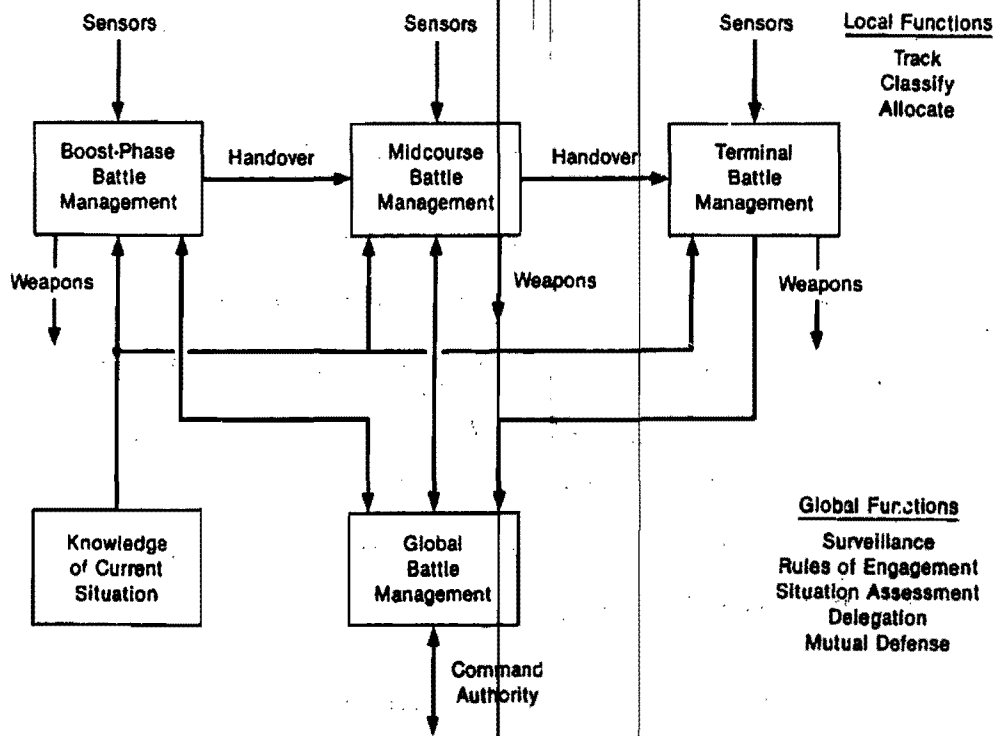 Sensors
Sensors
Sensors
Local Functions
Track
Classify
Allocate
Boost-Phase
Battle
Management
Handover
Midcourse
Battle
Management
Handover
Terminal
Battle
Management
Weapons
Weapons
Weapons
Knowledge
of Current
Situation
Global
Battle
Management
Global Functions
Surveillance
Rules of Engagement
Situation Assessment
Delegation
Mutual Defense
Command
Authority